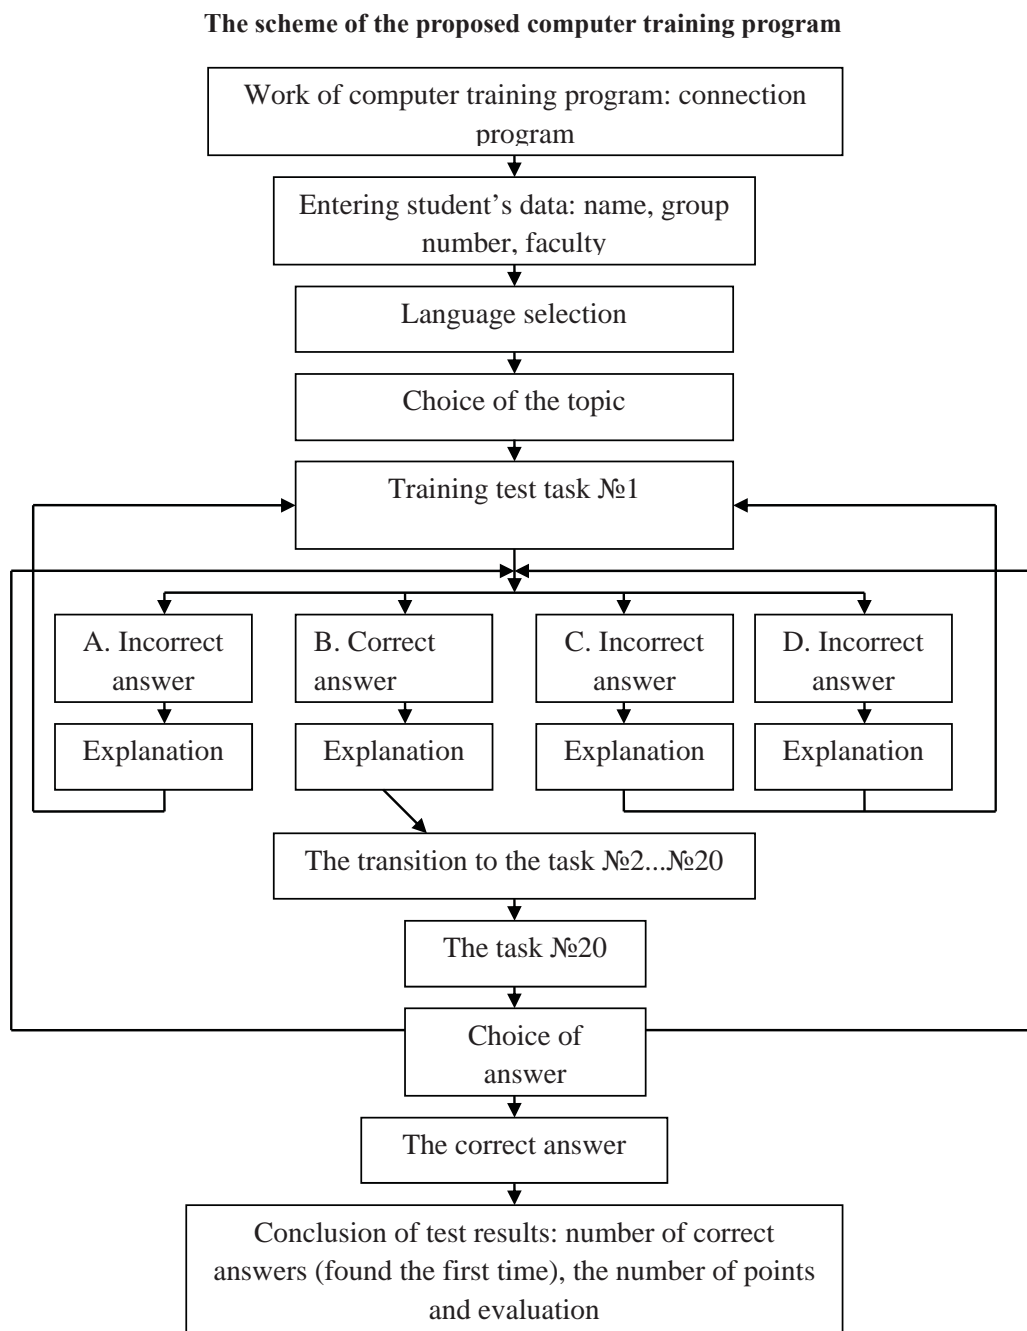 The scheme of the proposed computer training program
Work of computer training program: connection
program
Entering student’s data: name, group
number, faculty
Language selection
Choice of the topic
Training test task №1
A. Incorrect
answer
B. Correct
answer
C. Incorrect
answer
D. Incorrect
answer
Explanation
Explanation
Explanation
Explanation
The transition to the task №2...№20
The task №20
Choice of
answer
The correct answer
Conclusion of test results: number of correct
answers (found the first time), the number of points
and evaluation